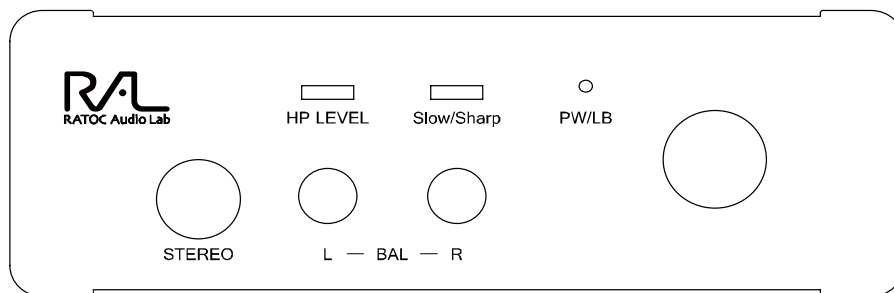 RAL
RATOC Audio Lab
HP LEVEL
Slow/Sharp
PW/LB
STEREO
L — BAL — R